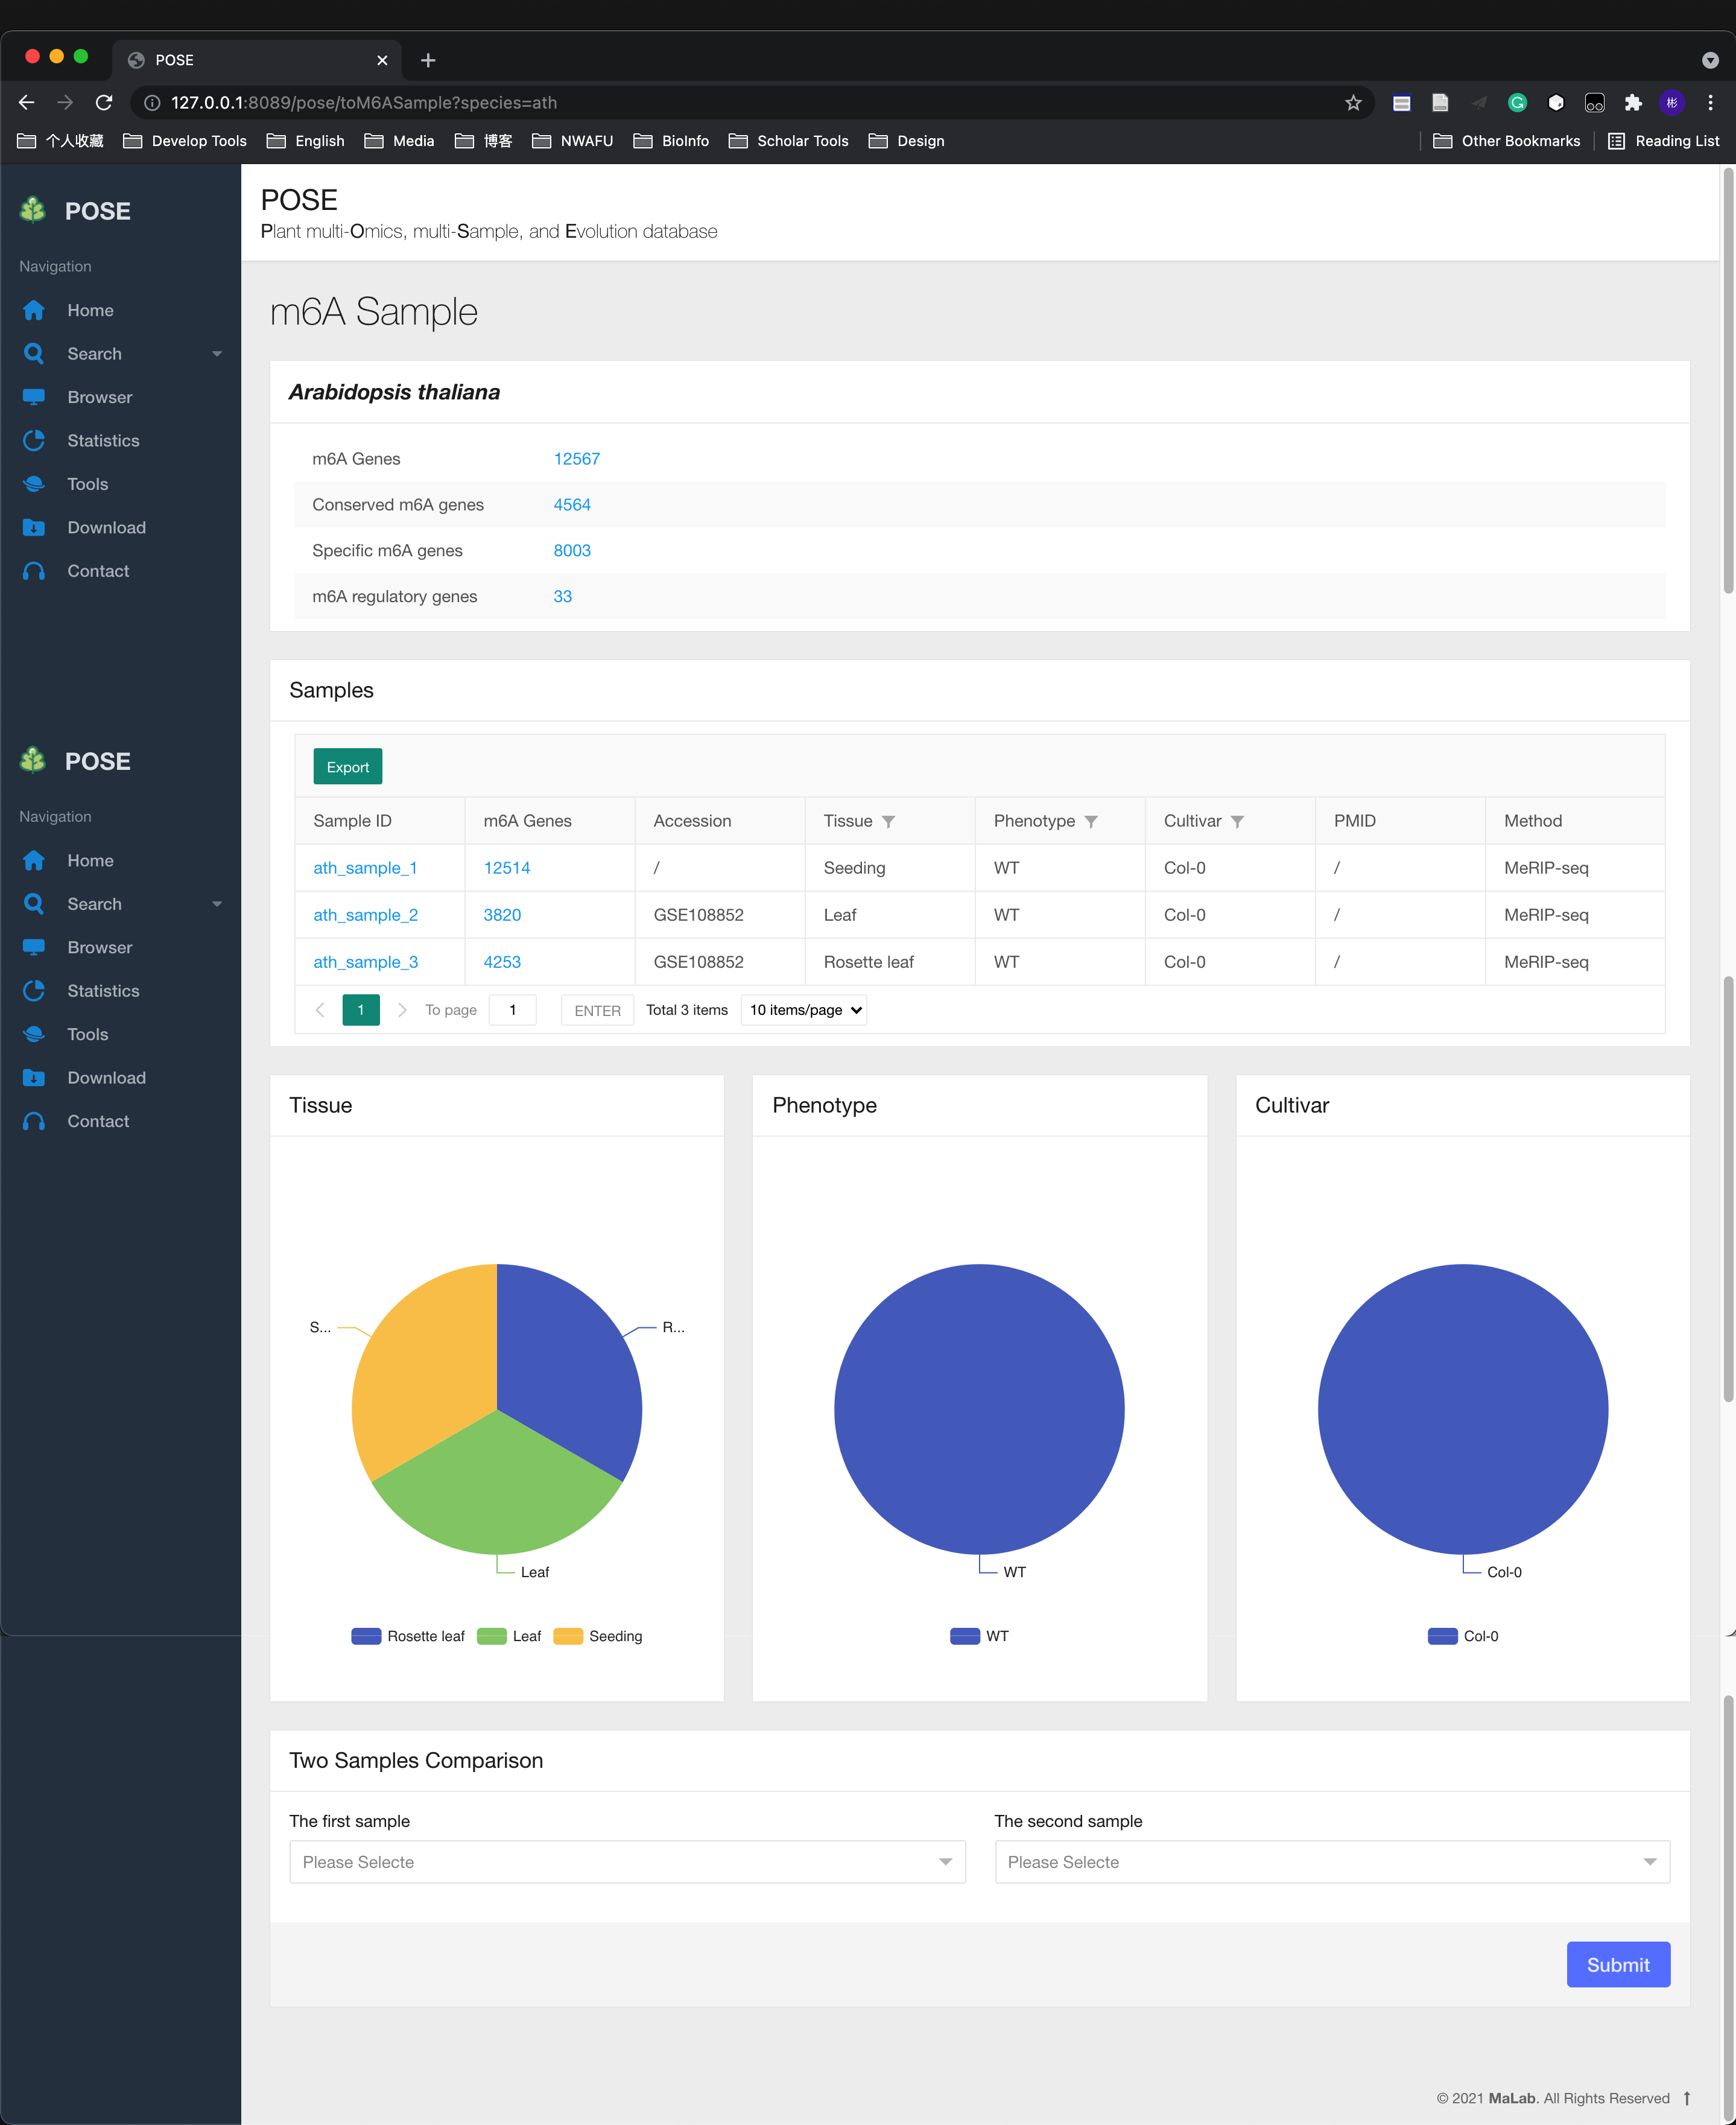 POSE
127.0.0.1:8089/pose/toM6ASample?species=ath
个人收藏 Develop Tools English Media 博客 NWAFU BioInfo Scholar Tools Design Other Bookmarks Reading List
彬
POSE
Navigation
Home
Search
Browser
Statistics
Tools
Download
Contact
POSE
Navigation
Home
Search
Browser
Statistics
Tools
Download
Contact
POSE
Plant multi-Omics, multi-Sample, and Evolution database
m6A Sample
Arabidopsis thaliana
m6A Genes 12567
Conserved m6A genes 4564
Specific m6A genes 8003
m6A regulatory genes 33
Samples
Export
Sample ID m6A Genes Accession Tissue Phenotype Cultivar PMID Method
ath_sample_1 12514 / Seeding WT Col-0 / MeRIP-seq
ath_sample_2 3820 GSE108852 Leaf WT Col-0 / MeRIP-seq
ath_sample_3 4253 GSE108852 Rosette leaf WT Col-0 / MeRIP-seq
1 To page 1 ENTER Total 3 items 10 items/page
Tissue
S...
R...
Leaf
Rosette leaf Leaf Seeding
Phenotype
WT
WT
Cultivar
Col-0
Col-0
Two Samples Comparison
The first sample
Please Selecte
The second sample
Please Selecte
Submit
© 2021 MaLab. All Rights Reserved